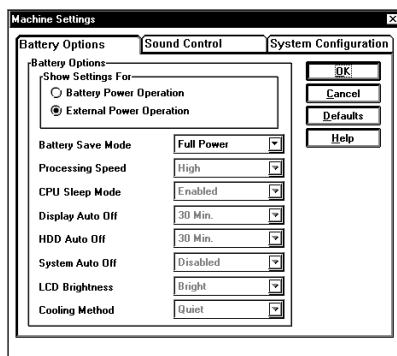 Machine Settings
Battery Options
Sound Control
System Configuration
Battery Options
Show Settings For
Battery Power Operation
External Power Operation
Battery Save Mode Full Power
Processing Speed High
CPU Sleep Mode Enabled
Display Auto Off 30 Min.
HDD Auto Off 30 Min.
System Auto Off Disabled
LCD Brightness Bright
Cooling Method Quiet
OK
Cancel
Defaults
Help